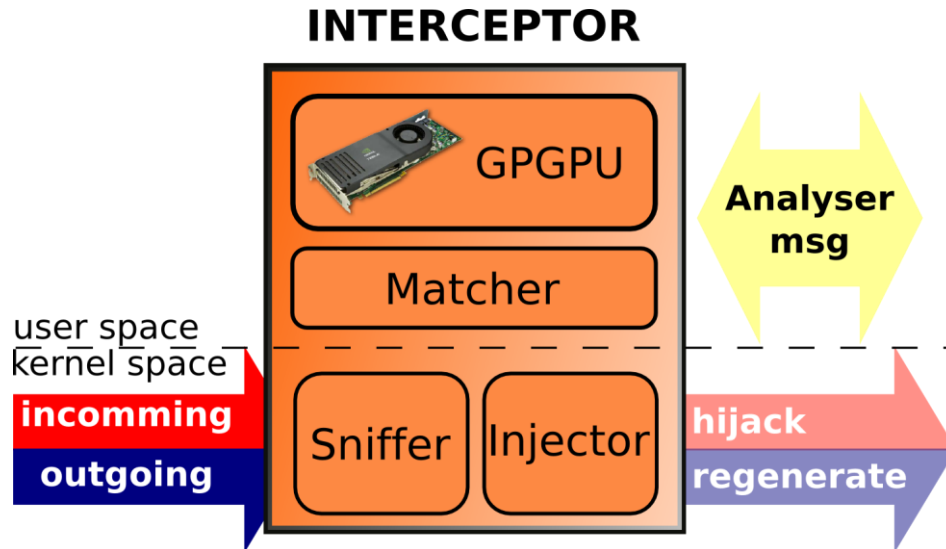 INTERCEPTOR
GPGPU
Analyser
msg
Matcher
user space
kernel space
incomming
outgoing
Sniffer
Injector
hijack
regenerate